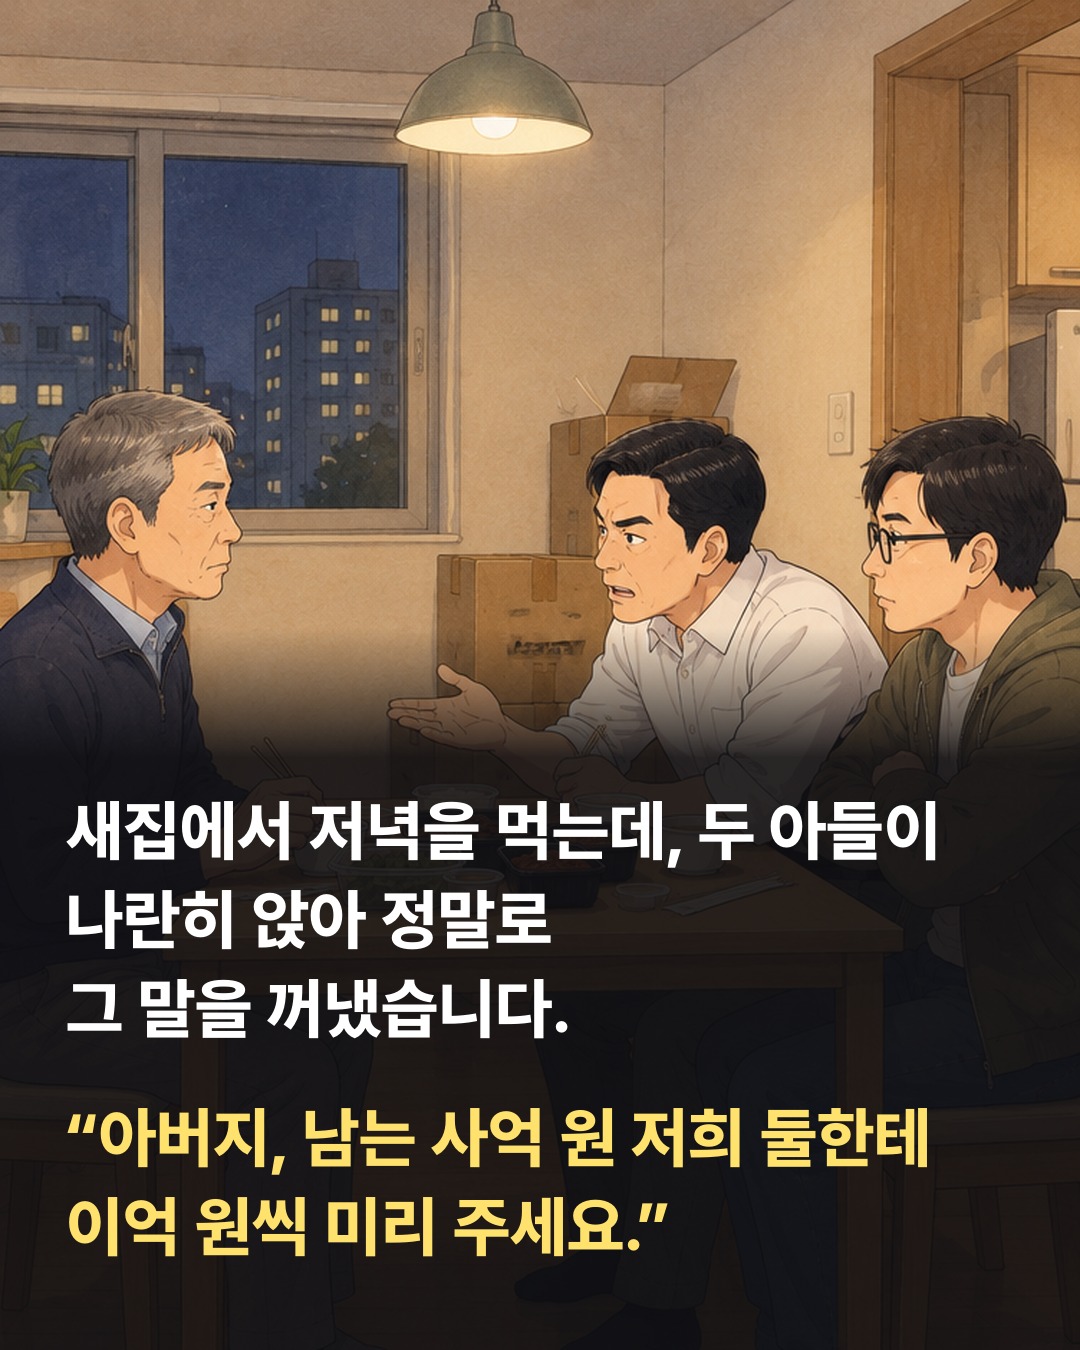 새집에서 저녁을 먹는데, 두 아들이
나란히 앉아 정말로
그 말을 꺼냈습니다.
“아버지, 남는 사억 원 저희 둘한테
이억 원씩 미리 주세요.”